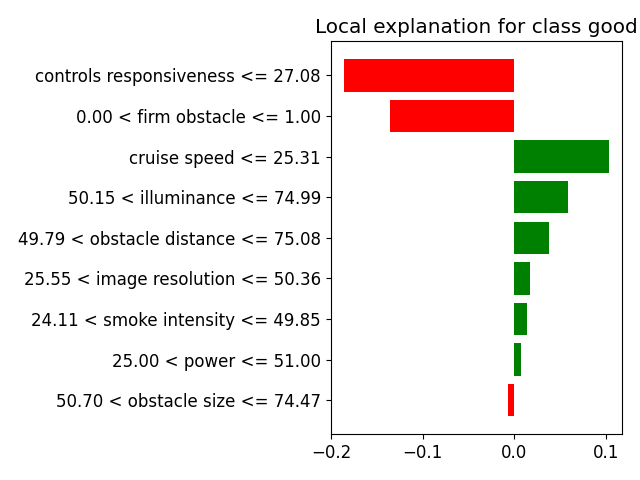 Local explanation for class good
controls responsiveness <= 27.08
0.00 < firm obstacle <= 1.00
cruise speed <= 25.31
50.15 < illuminance <= 74.99
49.79 < obstacle distance <= 75.08
25.55 < image resolution <= 50.36
24.11 < smoke intensity <= 49.85
25.00 < power <= 51.00
50.70 < obstacle size <= 74.47
−0.2 −0.1 0.0 0.1